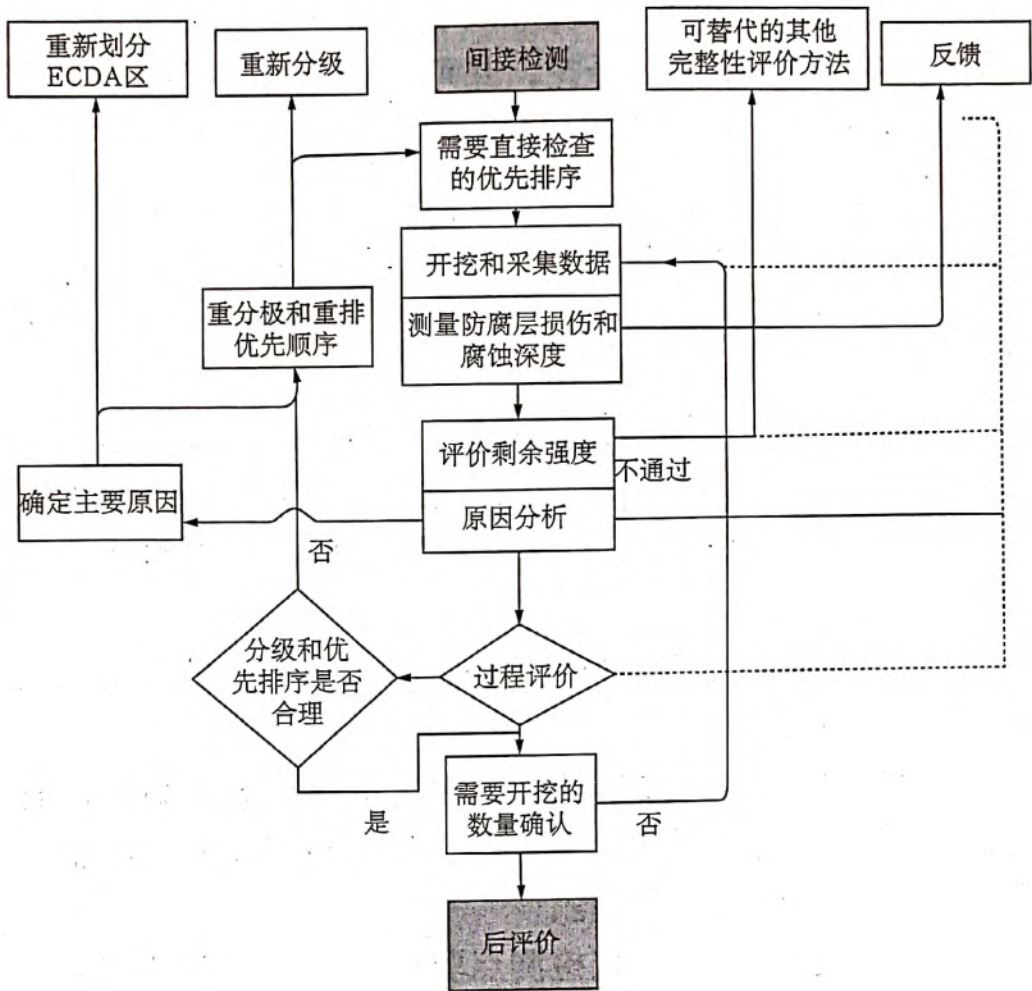 重新划分
ECDA区
重新分级
间接检测
可替代的其他
完整性评价方法
反馈
需要直接检查
的优先排序
开挖和采集数据
重分极和重排
优先顺序
测量防腐层损伤和
腐蚀深度
评价剩余强度
不通过
确定主要原因
原因分析
否
分级和优
先排序是否
合理
过程评价
是
需要开挖的
数量确认
否
后评价